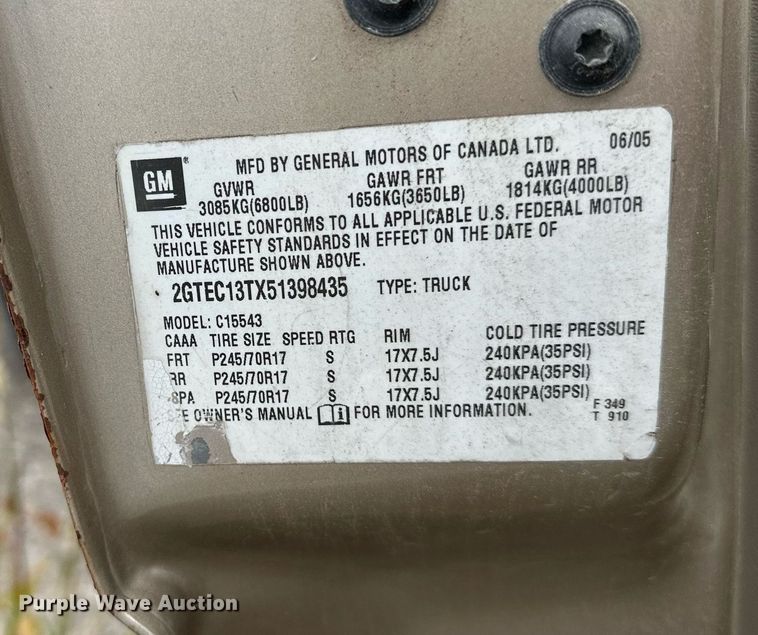 GM ® MFD BY GENERAL MOTORS OF CANADA LTD. 06/05
GVWR GAWR FRT GAWR RR
3085KG(6800LB) 1656KG(3650LB) 1814KG(4000LB)
THIS VEHICLE CONFORMS TO ALL APPLICABLE U.S. FEDERAL MOTOR
VEHICLE SAFETY STANDARDS IN EFFECT ON THE DATE OF
MANUFACTURE SHOWN ABOVE.
2GTEC13TX51398435 TYPE: TRUCK
MODEL: C15543
CAAA TIRE SIZE SPEED RTG RIM COLD TIRE PRESSURE
FRT P245/70R17 S 17X7.5J 240KPA(35PSI)
RR P245/70R17 S 17X7.5J 240KPA(35PSI)
SPA P245/70R17 S 17X7.5J 240KPA(35PSI)
SEE OWNER'S MANUAL FOR MORE INFORMATION.
F 349
T 910
Purple Wave Auction